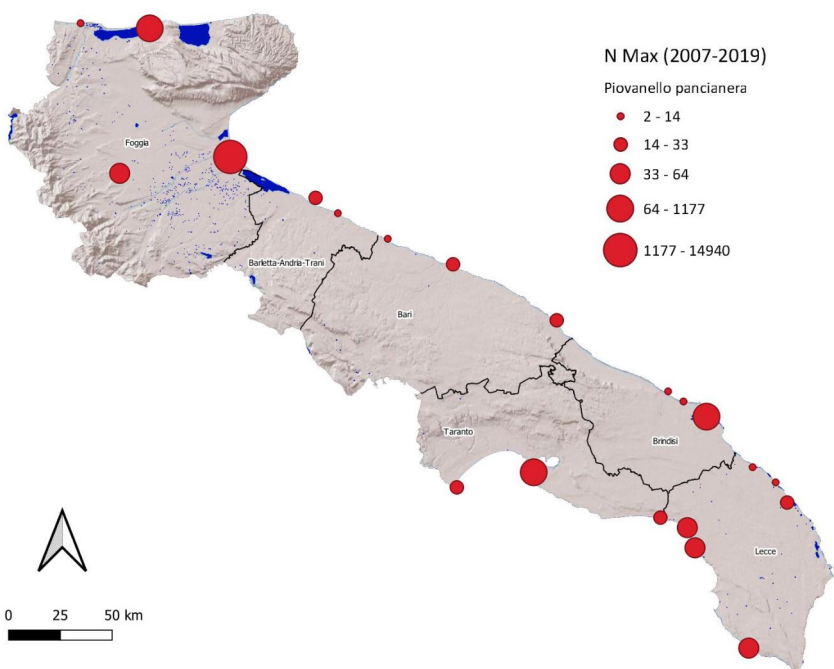 N Max (2007-2019)
Piovanello pancianera
2 - 14
14 - 33
33 - 64
64 - 1177
1177 - 14940
Foggia
Barletta-Andria-Trani
Bari
Taranto
Brindisi
Lecce
0 25 50 km